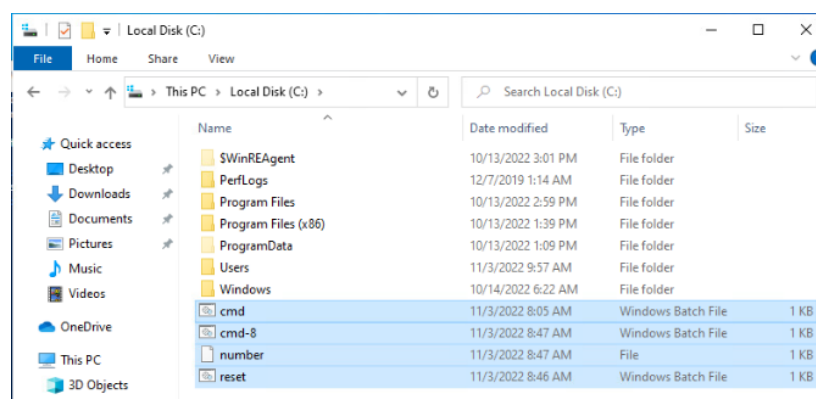 Local Disk (C:)
File Home Share View
This PC > Local Disk (C:) > Search Local Disk (C:)
Name Date modified Type Size
Quick access
Desktop
Downloads
Documents
Pictures
Music
Videos
OneDrive
This PC
3D Objects
$WinREAgent 10/13/2022 3:01 PM File folder
PerfLogs 12/7/2019 1:14 AM File folder
Program Files 10/13/2022 2:59 PM File folder
Program Files (x86) 10/13/2022 1:39 PM File folder
ProgramData 10/13/2022 1:09 PM File folder
Users 11/3/2022 9:57 AM File folder
Windows 10/14/2022 6:22 AM File folder
cmd 11/3/2022 8:05 AM Windows Batch File 1 KB
cmd-8 11/3/2022 8:47 AM Windows Batch File 1 KB
number 11/3/2022 8:47 AM File 1 KB
reset 11/3/2022 8:46 AM Windows Batch File 1 KB